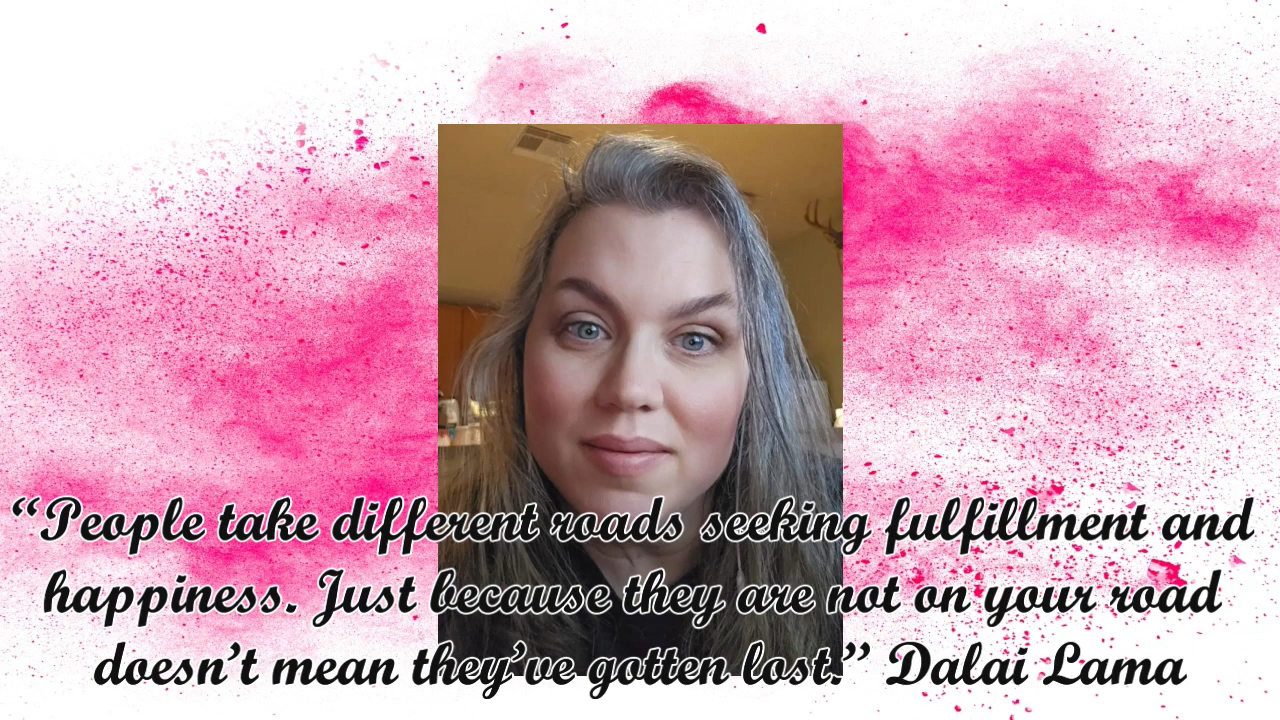 “People take different roads seeking fulfillment and
happiness. Just because they are not on your road
doesn’t mean they’ve gotten lost.” Dalai Lama